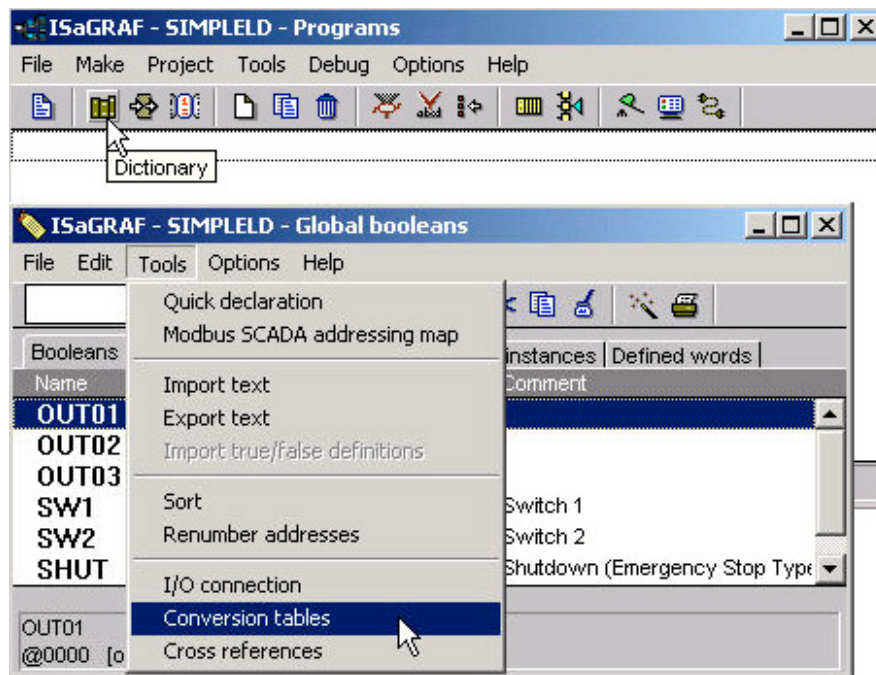 ISaGRAF - SIMPLELD - Programs
File Make Project Tools Debug Options Help
Dictionary
ISaGRAF - SIMPLELD - Global booleans
File Edit Tools Options Help
Quick declaration
Modbus SCADA addressing map
Booleans instances Defined words
Name Comment
Import text
OUT01
Export text
OUT02
Import true/false definitions
OUT03
Sort
SW1 Switch 1
Renumber addresses
SW2 Switch 2
SHUT Shutdown (Emergency Stop Type
I/O connection
Conversion tables
OUT01
Cross references
@0000 [o